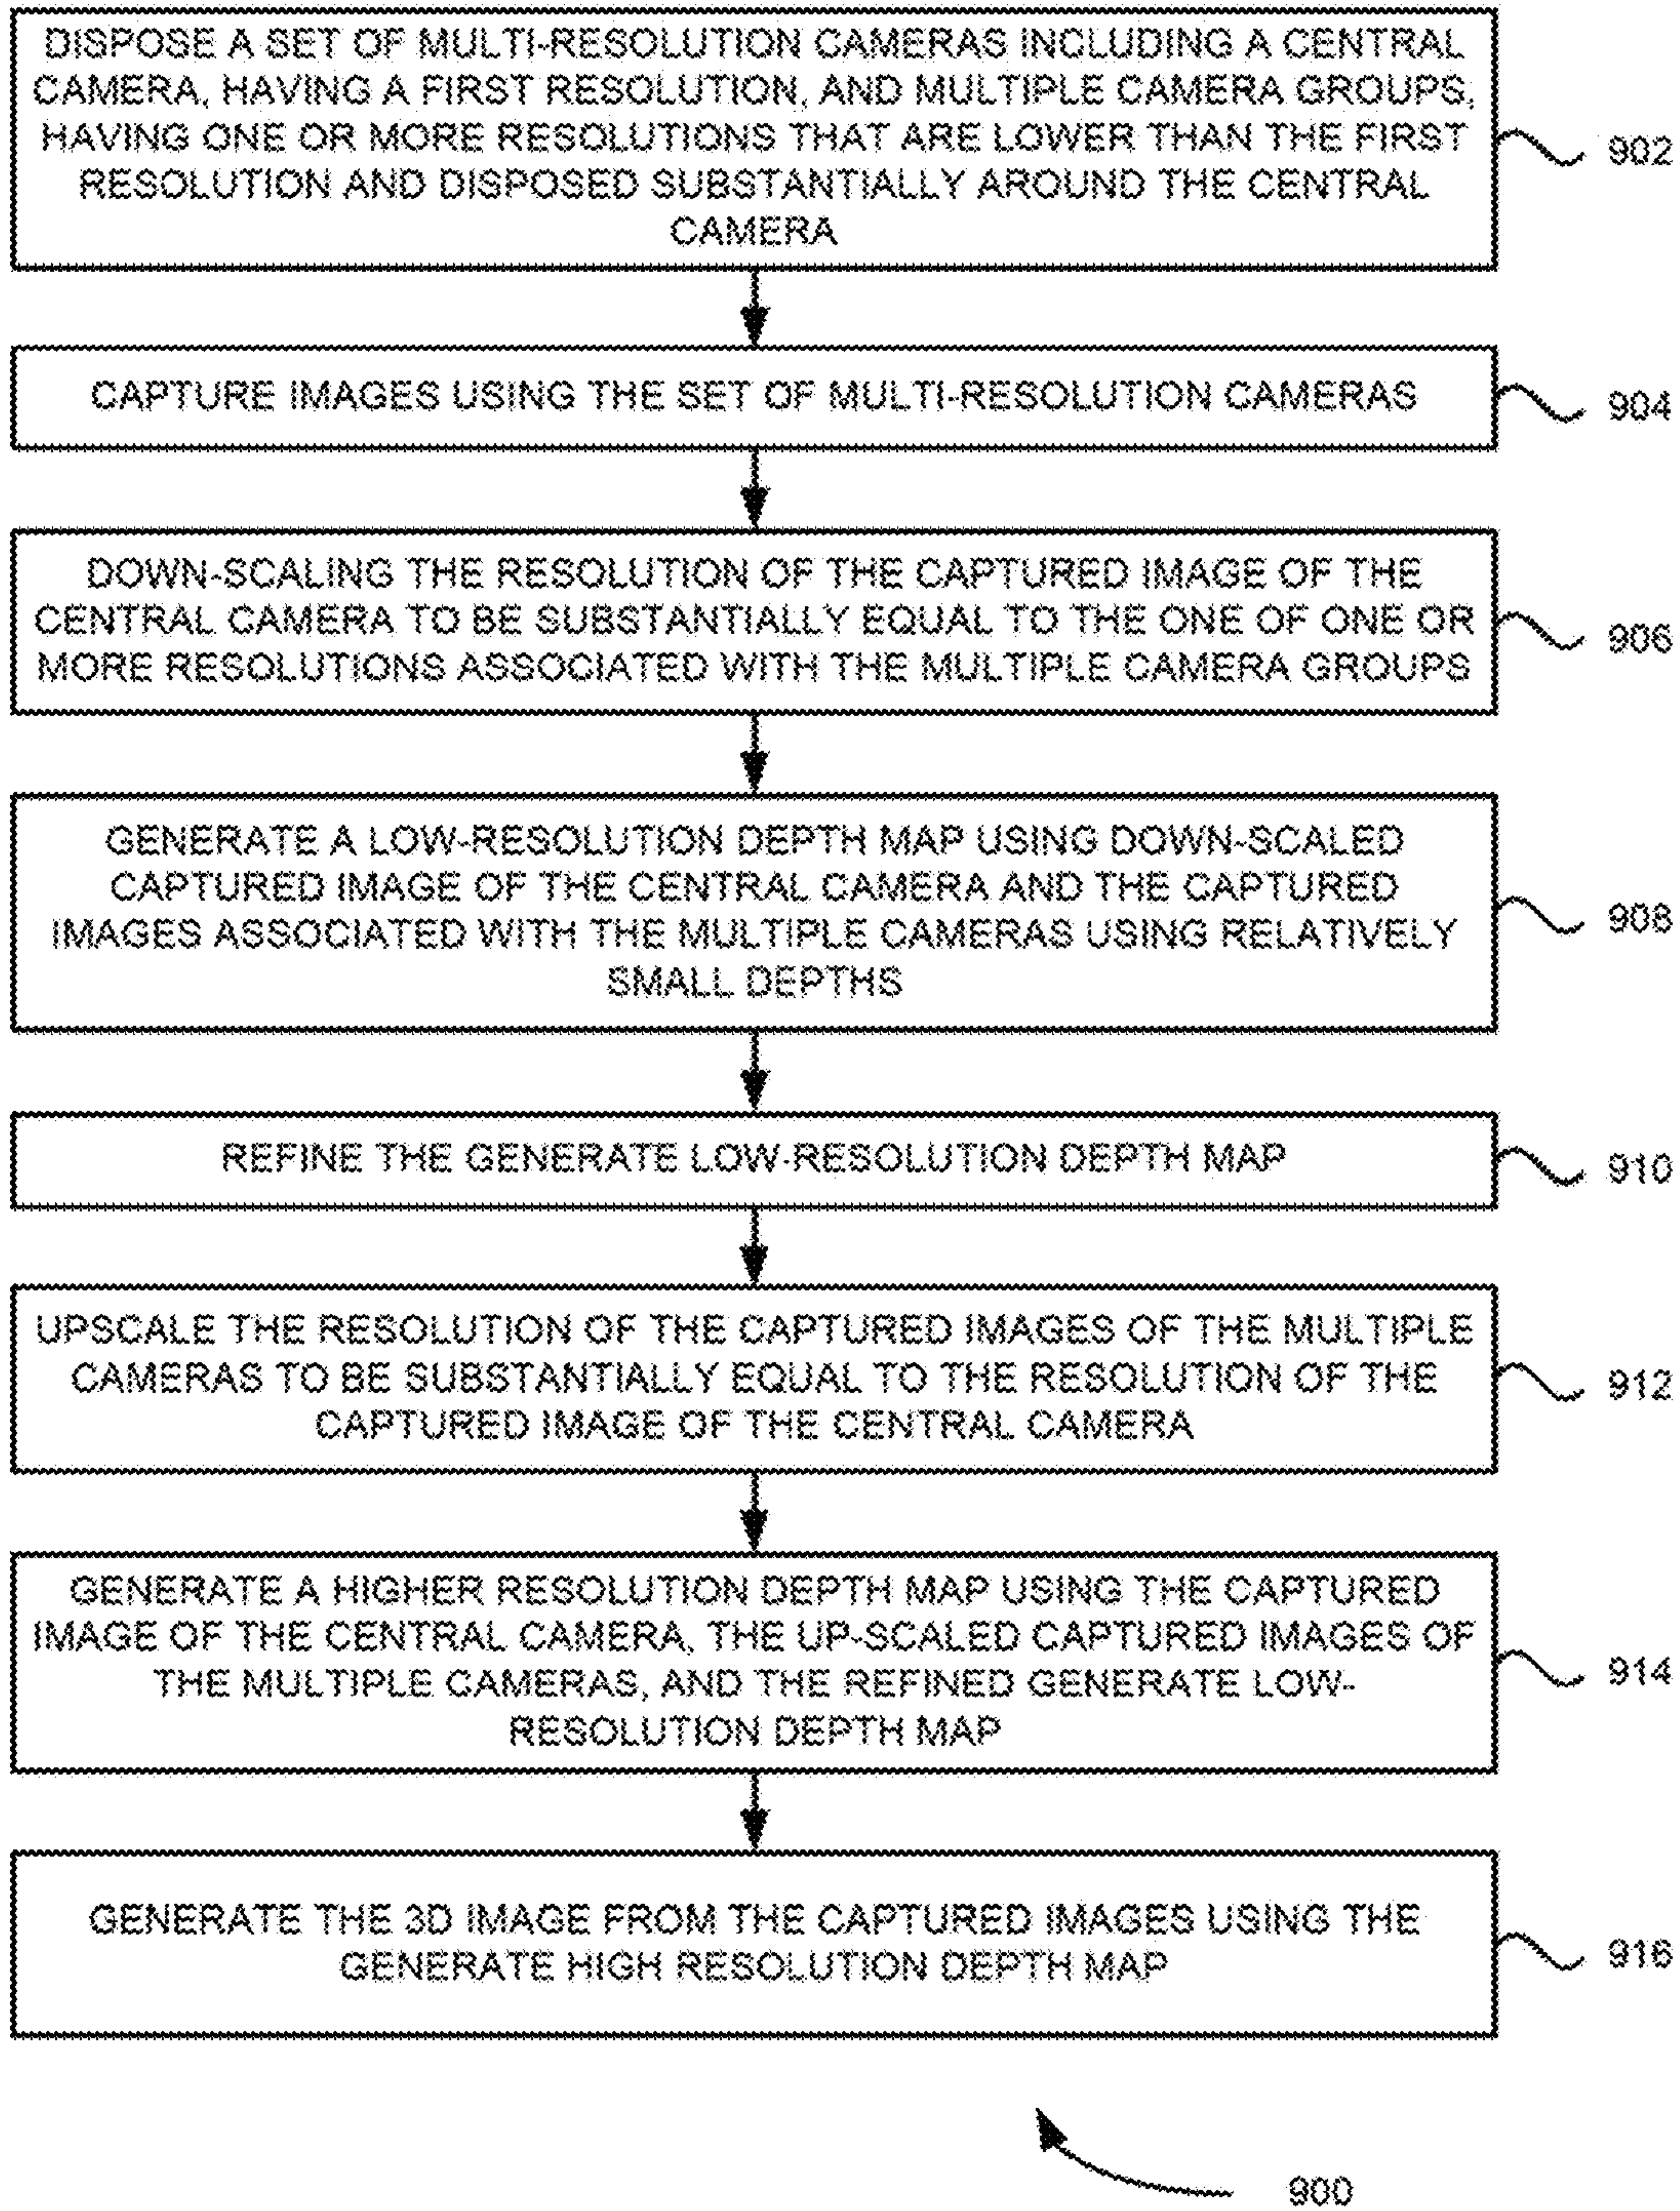 DISPOSE A SET OF MULTI-RESOLUTION CAMERAS INCLUDING A CENTRAL
CAMERA, HAVING A FIRST RESOLUTION, AND MULTIPLE CAMERA GROUPS,
HAVING ONE OR MORE RESOLUTIONS THAT ARE LOWER THAN THE FIRST
RESOLUTION AND DISPOSED SUBSTANTIALLY AROUND THE CENTRAL
CAMERA
902
CAPTURE IMAGES USING THE SET OF MULTI-RESOLUTION CAMERAS
904
DOWN-SCALING THE RESOLUTION OF THE CAPTURED IMAGE OF THE
CENTRAL CAMERA TO BE SUBSTANTIALLY EQUAL TO THE ONE OF ONE OR
MORE RESOLUTIONS ASSOCIATED WITH THE MULTIPLE CAMERA GROUPS
906
GENERATE A LOW-RESOLUTION DEPTH MAP USING DOWN-SCALED
CAPTURED IMAGE OF THE CENTRAL CAMERA AND THE CAPTURED
IMAGES ASSOCIATED WITH THE MULTIPLE CAMERAS USING RELATIVELY
SMALL DEPTHS
908
REFINE THE GENERATE LOW-RESOLUTION DEPTH MAP
910
UPSCALE THE RESOLUTION OF THE CAPTURED IMAGES OF THE MULTIPLE
CAMERAS TO BE SUBSTANTIALLY EQUAL TO THE RESOLUTION OF THE
CAPTURED IMAGE OF THE CENTRAL CAMERA
912
GENERATE A HIGHER RESOLUTION DEPTH MAP USING THE CAPTURED
IMAGE OF THE CENTRAL CAMERA, THE UP-SCALED CAPTURED IMAGES OF
THE MULTIPLE CAMERAS, AND THE REFINED GENERATE LOW-
RESOLUTION DEPTH MAP
914
GENERATE THE 3D IMAGE FROM THE CAPTURED IMAGES USING THE
GENERATE HIGH RESOLUTION DEPTH MAP
916
900